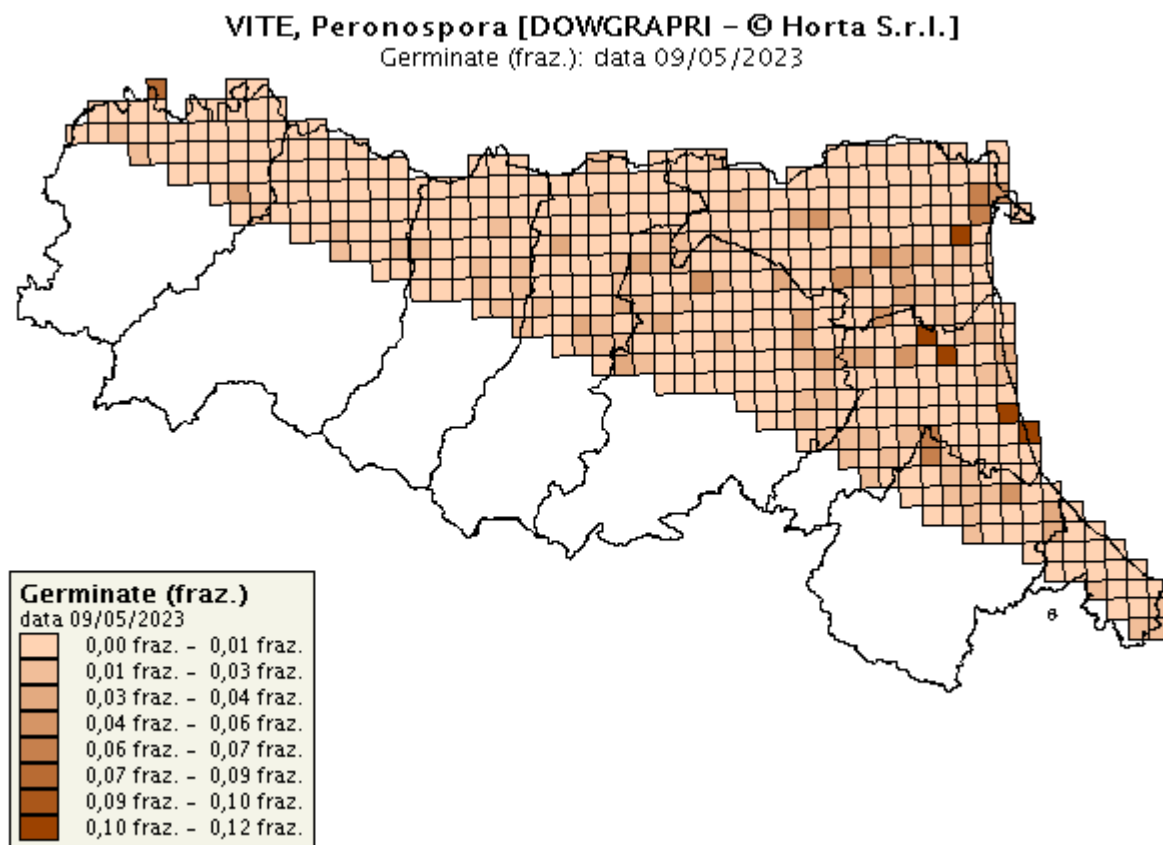 VITE, Peronospora [DOWGRAPRI – © Horta S.r.l.]
Germinate (fraz.): data 09/05/2023
Germinate (fraz.)
data 09/05/2023
0,00 fraz. – 0,01 fraz.
0,01 fraz. – 0,03 fraz.
0,03 fraz. – 0,04 fraz.
0,04 fraz. – 0,06 fraz.
0,06 fraz. – 0,07 fraz.
0,07 fraz. – 0,09 fraz.
0,09 fraz. – 0,10 fraz.
0,10 fraz. – 0,12 fraz.